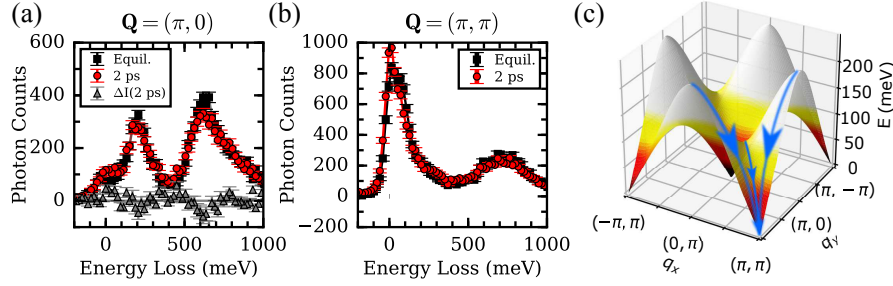 (a)
Q = (π, 0)
Photon Counts
600
400
200
0
Equil.
2 ps
ΔI(2 ps)
0
500
1000
Energy Loss (meV)
(b)
Q = (π, π)
Photon Counts
1000
800
600
400
200
0
−200
Equil.
2 ps
0
500
1000
Energy Loss (meV)
(c)
200
150
100
50
0
E (meV)
(−π, π)
(0, π)
(π, π)
qₓ
(π, −π)
(π, 0)
qᵧ